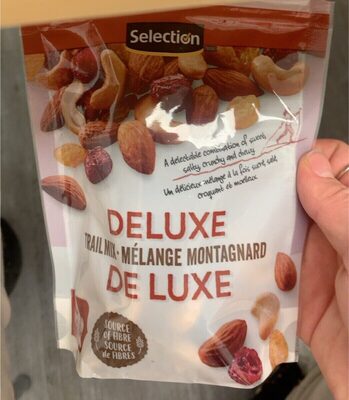 Selection
A delectable combination of sweet,
salty, crunchy and chewy
Un délicieux mélange à la fois sucré, salé,
croquant et moelleux
DELUXE
TRAIL MIX • MÉLANGE MONTAGNARD
DE LUXE
SOURCE
OF FIBRE
SOURCE
de FIBRES